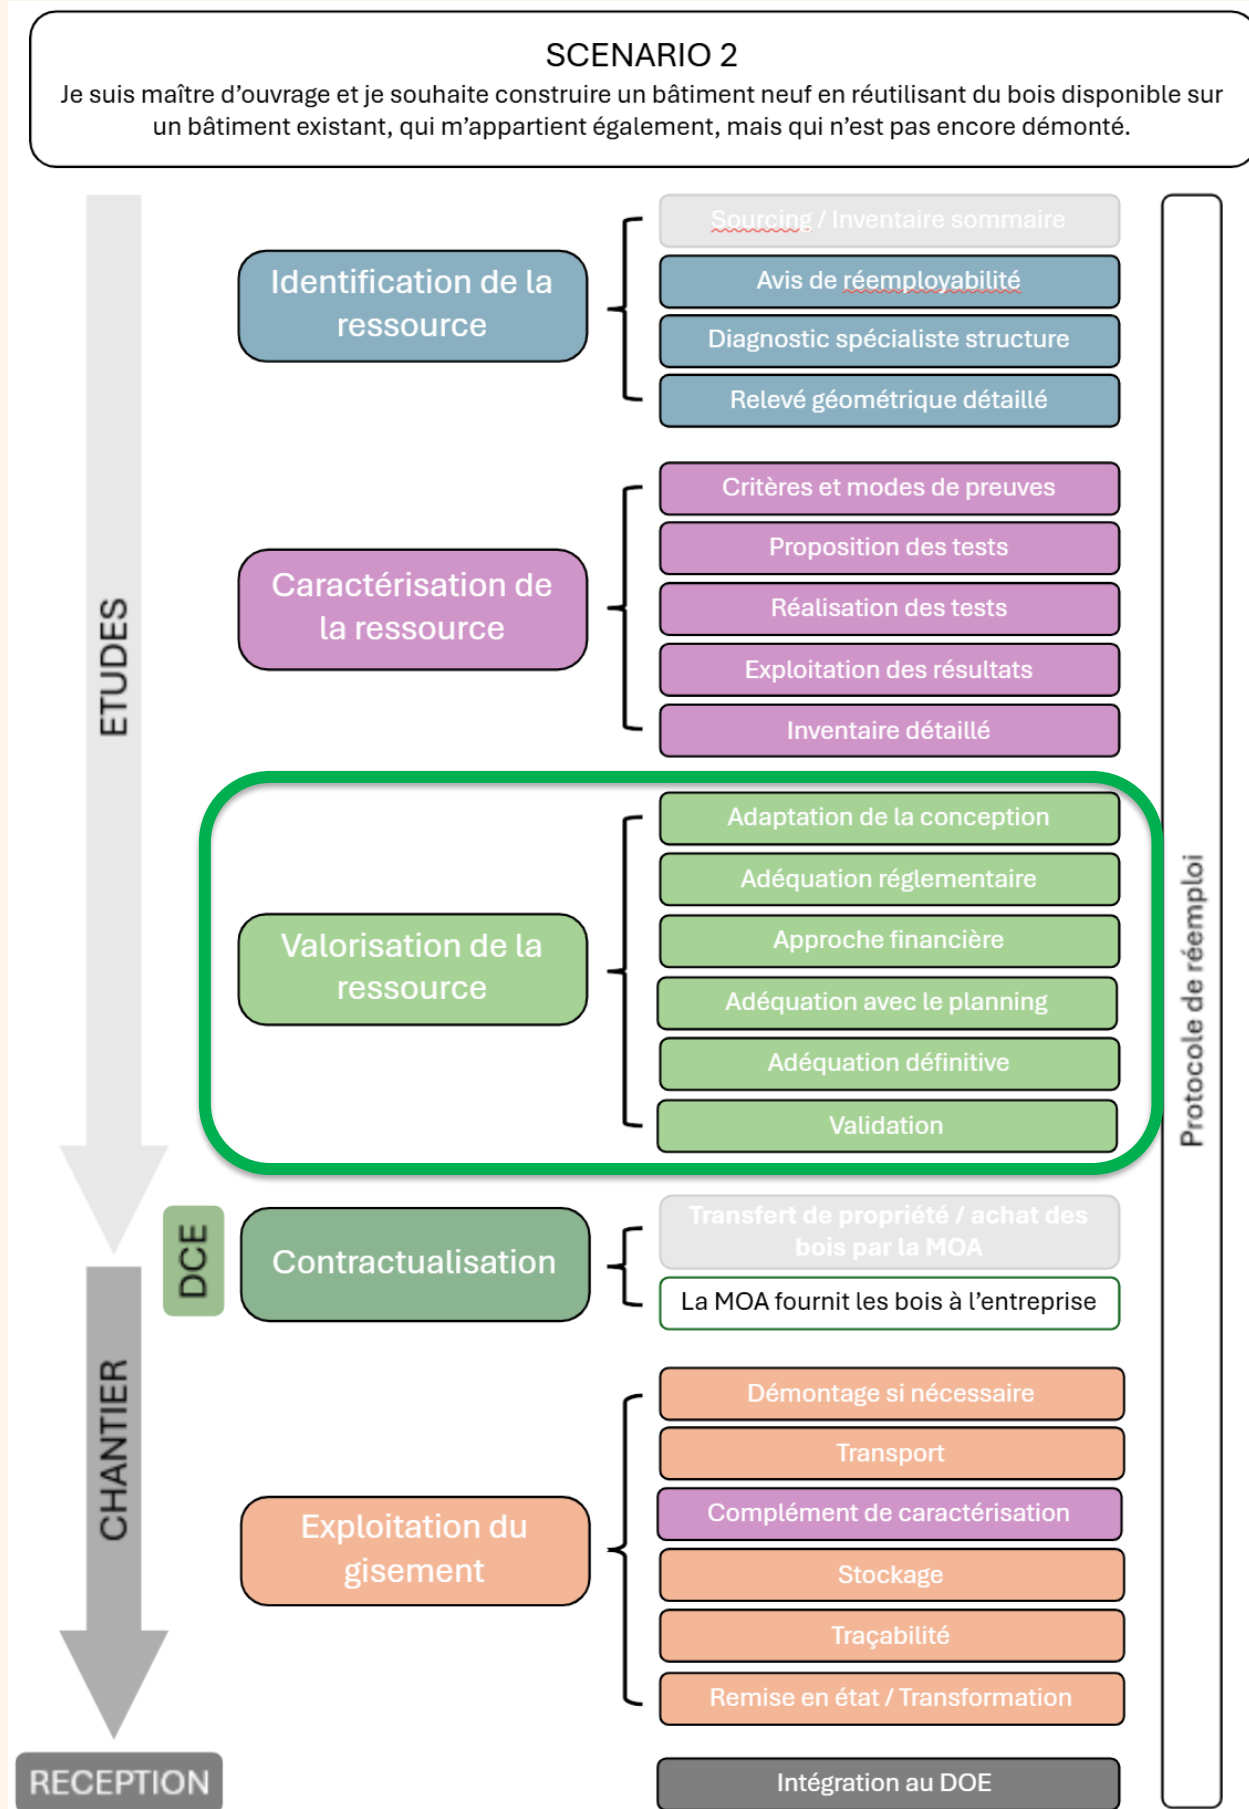 SCENARIO 2
Je suis maître d'ouvrage et je souhaite construire un bâtiment neuf en réutilisant du bois disponible sur
un bâtiment existant, qui m'appartient également, mais qui n'est pas encore démonté.
ETUDES
Identification de la
ressource
Sourcing / Inventaire sommaire
Avis de réemployabilité
Diagnostic spécialiste structure
Relevé géométrique détaillé
Caractérisation de
la ressource
Critères et modes de preuves
Proposition des tests
Réalisation des tests
Exploitation des résultats
Inventaire détaillé
Valorisation de la
ressource
Adaptation de la conception
Adéquation réglementaire
Approche financière
Adéquation avec le planning
Adéquation définitive
Validation
Protocole de réemploi
DCE
Contractualisation
Transfert de propriété / achat des
bois par la MOA
La MOA fournit les bois à l'entreprise
CHANTIER
Exploitation du
gisement
Démontage si nécessaire
Transport
Complément de caractérisation
Stockage
Traçabilité
Remise en état / Transformation
RECEPTION
Intégration au DOE